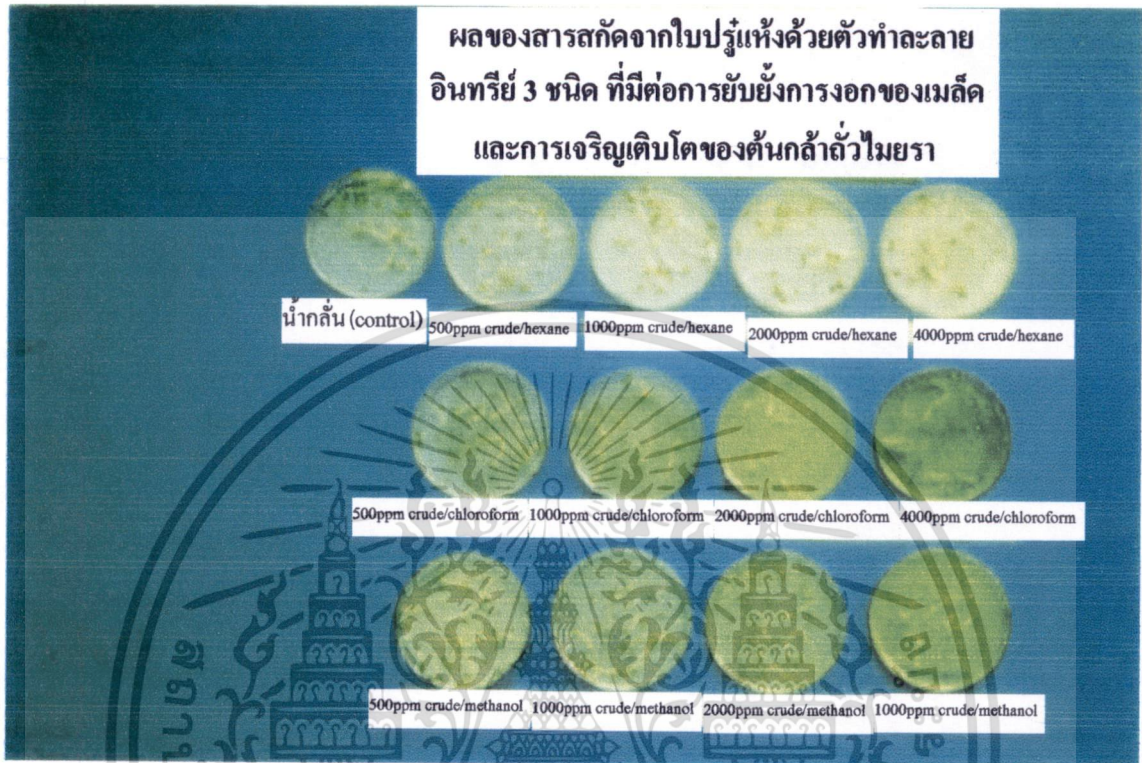 ผลของสารสกัดจากใบปรู๋แห้งด้วยตัวทำละลาย
อินทรีย์ 3 ชนิด ที่มีต่อการยับยั้งการงอกของเมล็ด
และการเจริญเติบโตของต้นกล้าถั่วไมยรา
น้ำกลั่น (control) 500ppm crude/hexane 1000ppm crude/hexane 2000ppm crude/hexane 4000ppm crude/hexane
500ppm crude/chloroform 1000ppm crude/chloroform 2000ppm crude/chloroform 4000ppm crude/chloroform
500ppm crude/methanol 1000ppm crude/methanol 2000ppm crude/methanol 1000ppm crude/methanol